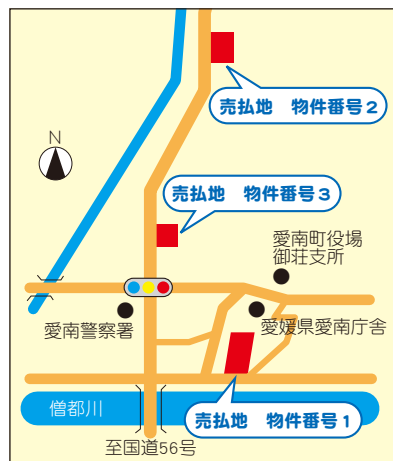 売払地 物件番号2
N
売払地 物件番号3
愛南町役場
御荘支所
愛南警察署
愛媛県愛南庁舎
僧都川
売払地 物件番号1
至国道56号